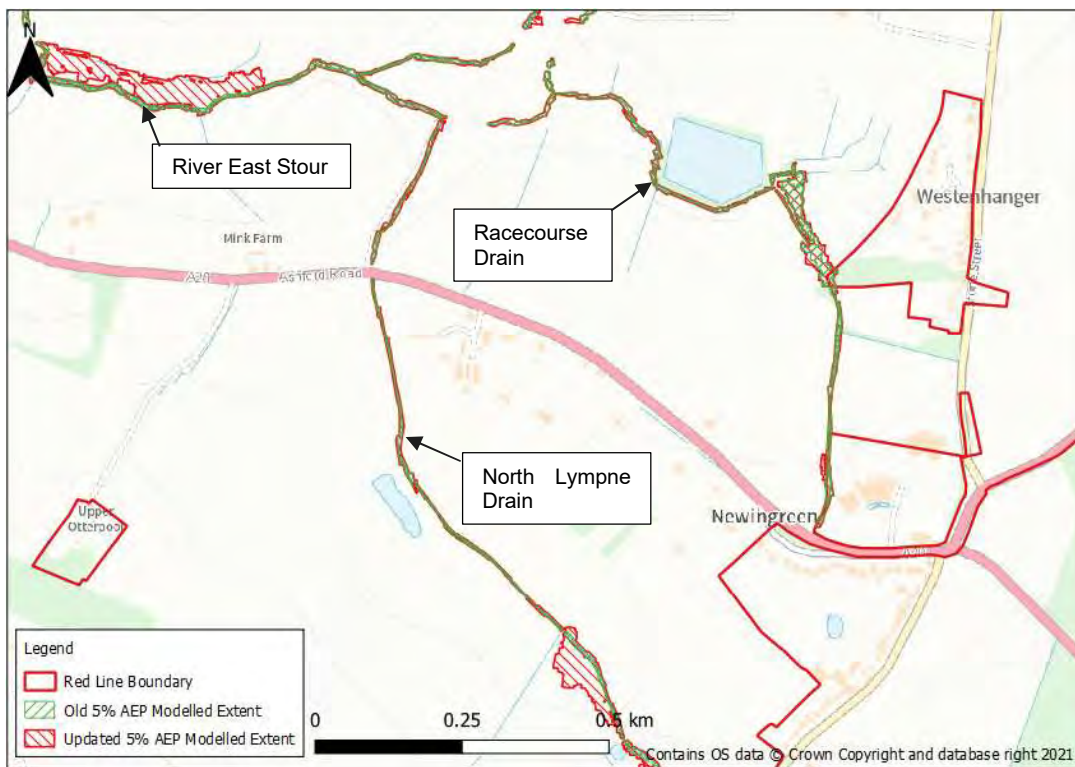 N
River East Stour
Racecourse
Drain
Westenhanger
Stone Street
Mink Farm
A20
Ashford Road
North Lympne
Drain
Upper
Otterpool
Newingreen
Legend
Red Line Boundary
Old 5% AEP Modelled Extent
Updated 5% AEP Modelled Extent
0
0.25
0.5 km
Contains OS data © Crown Copyright and database right 2021